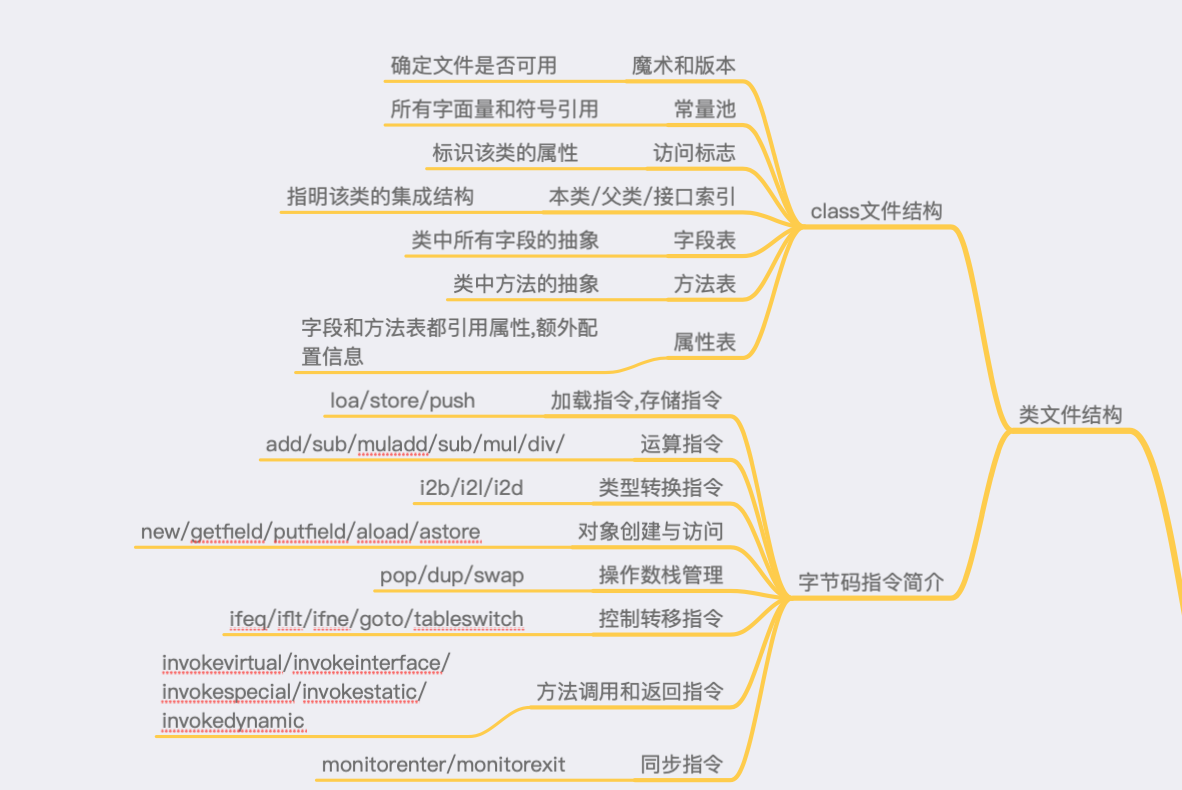 确定文件是否可用 魔术和版本
所有字面量和符号引用 常量池
标识该类的属性 访问标志
指明该类的集成结构 本类/父类/接口索引
class文件结构
类中所有字段的抽象 字段表
类中方法的抽象 方法表
字段和方法表都引用属性,额外配
置信息
属性表
loa/store/push 加载指令,存储指令
类文件结构
add/sub/muladd/sub/mul/div/ 运算指令
i2b/i2l/i2d 类型转换指令
new/getfield/putfield/aload/astore 对象创建与访问
pop/dup/swap 操作数栈管理
字节码指令简介
ifeq/iflt/ifne/goto/tableswitch 控制转移指令
invokevirtual/invokeinterface/
invokespecial/invokestatic/
invokedynamic
方法调用和返回指令
monitorenter/monitorexit 同步指令